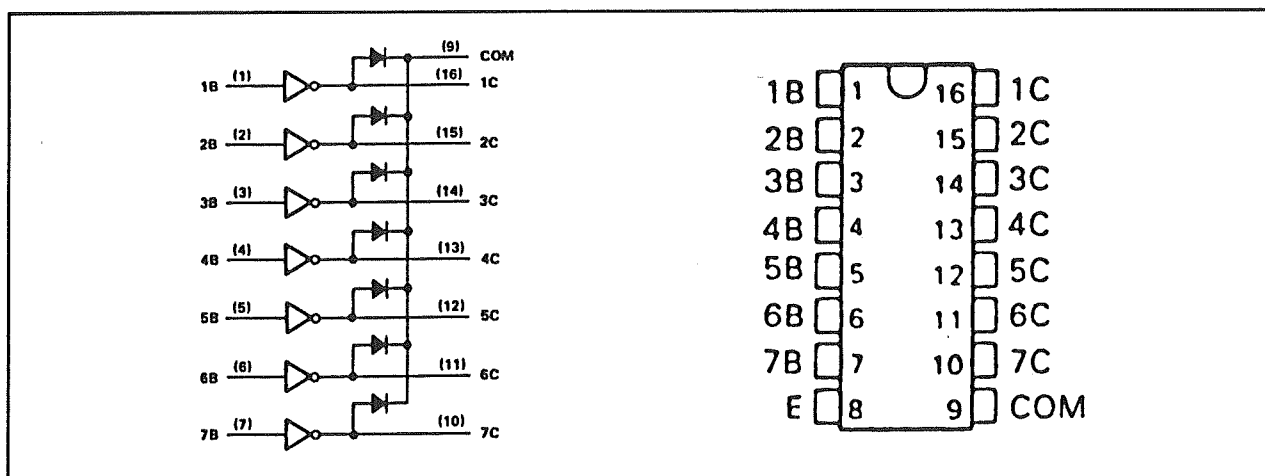 (9) COM
1B (1) (16) 1C
2B (2) (15) 2C
3B (3) (14) 3C
4B (4) (13) 4C
5B (5) (12) 5C
6B (6) (11) 6C
7B (7) (10) 7C
1B 1 16 1C
2B 2 15 2C
3B 3 14 3C
4B 4 13 4C
5B 5 12 5C
6B 6 11 6C
7B 7 10 7C
E 8 9 COM